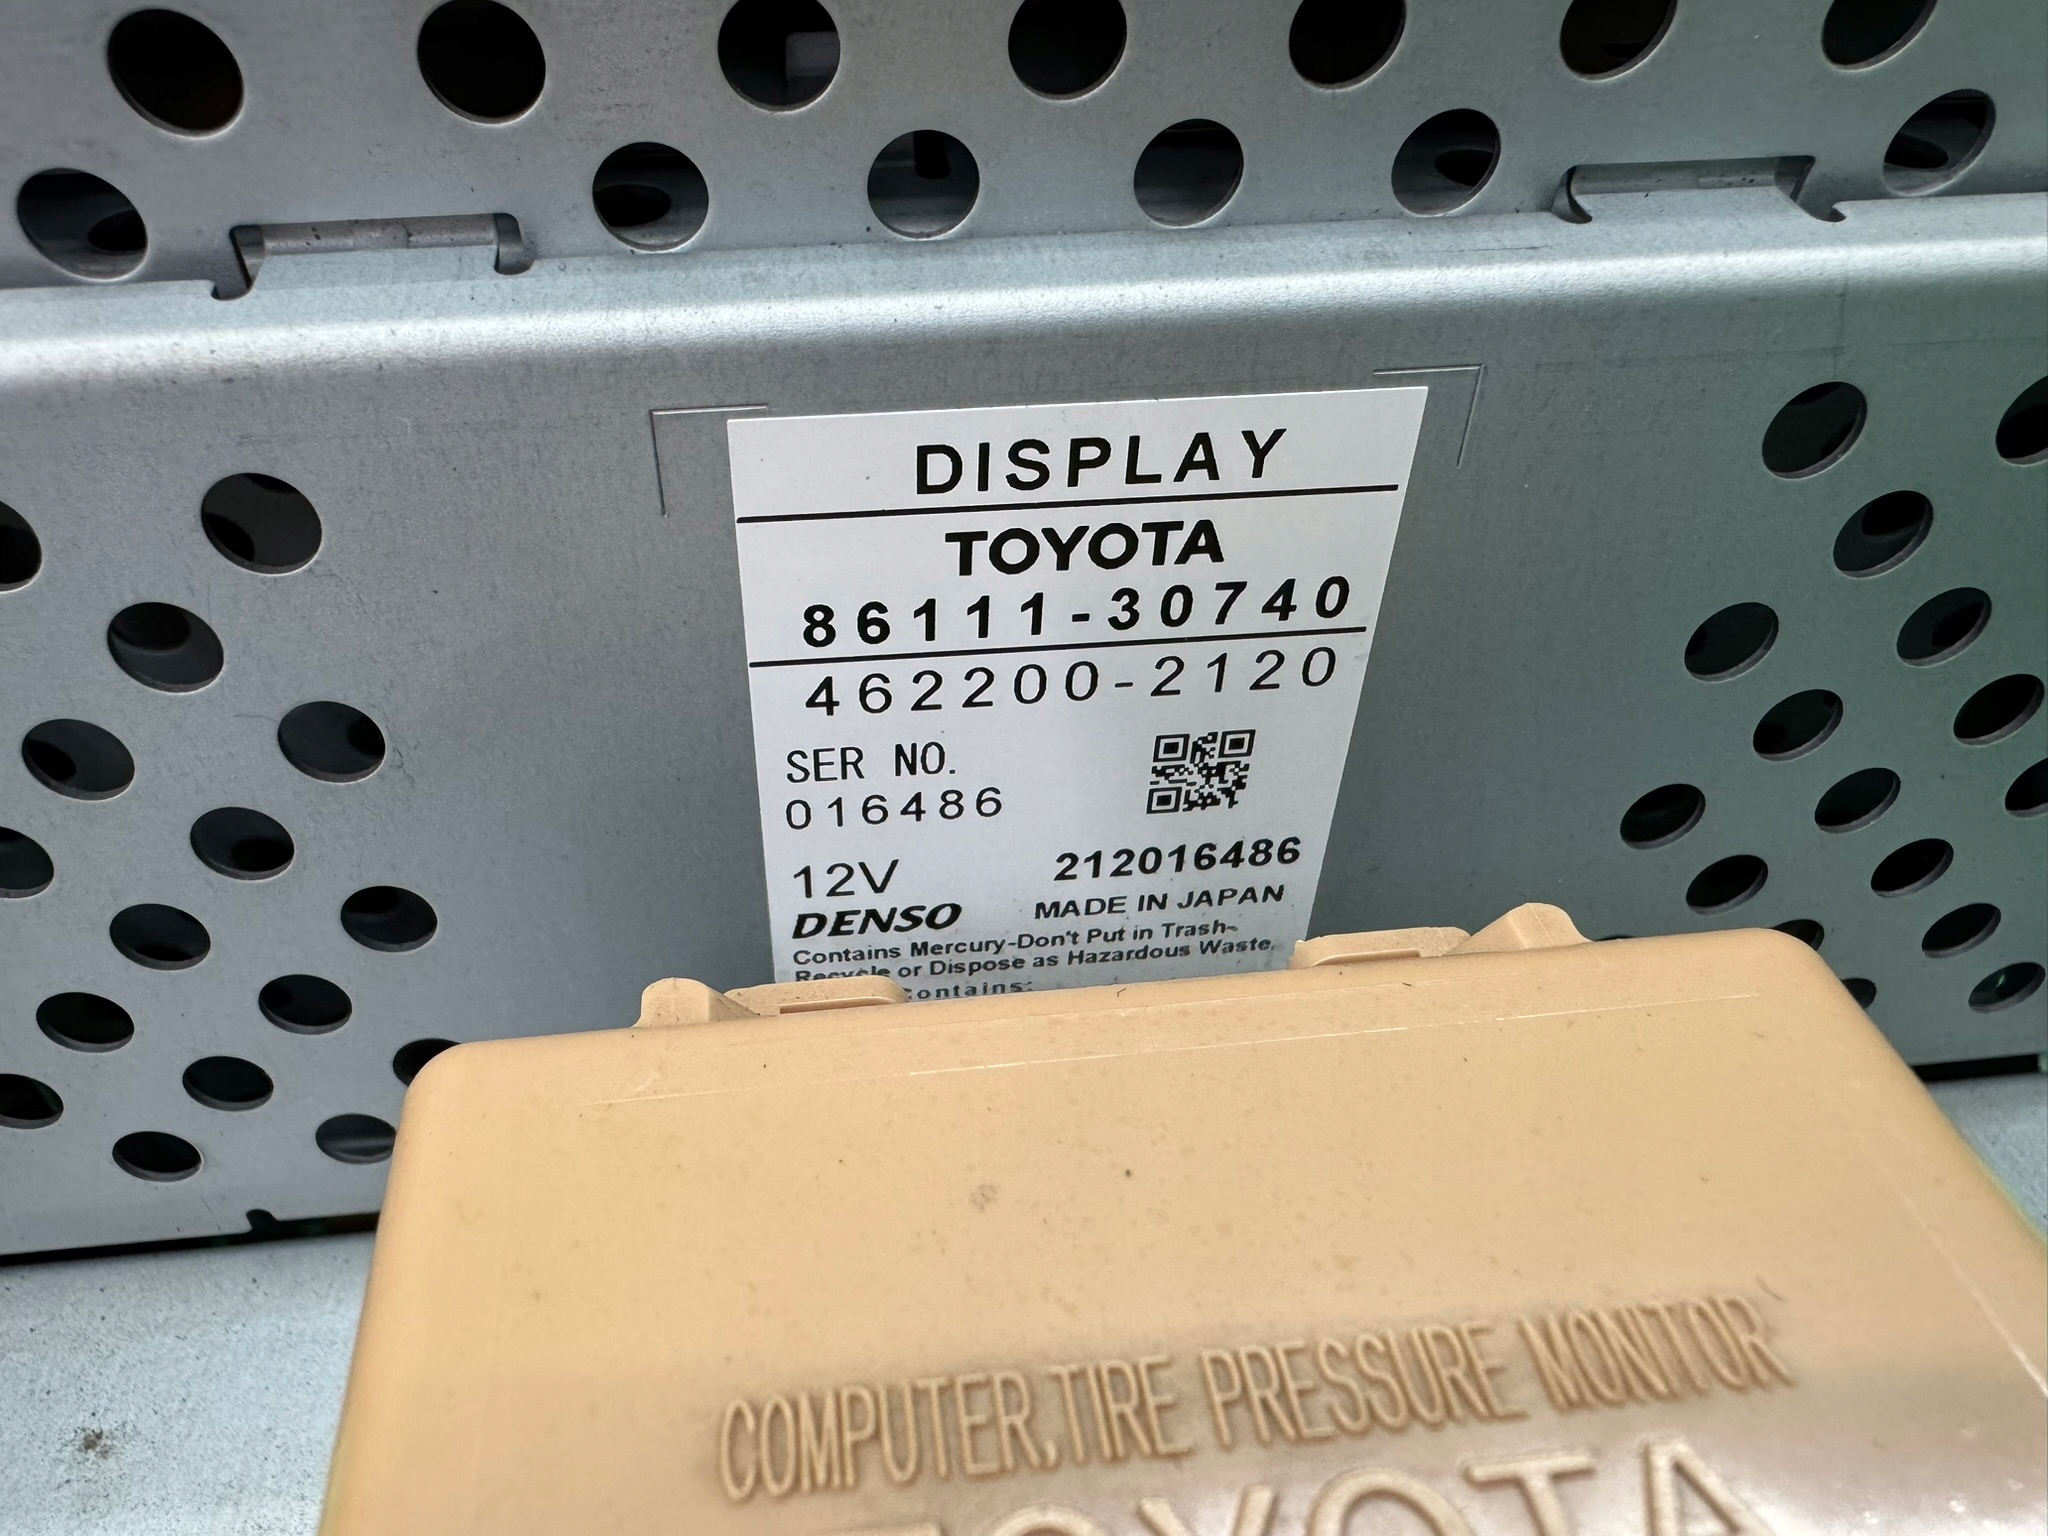 DISPLAY
TOYOTA
86111-30740
462200-2120
SER NO.
016486
12V
212016486
DENSO
MADE IN JAPAN
Contains Mercury-Don't Put in Trash-
Recycle or Dispose as Hazardous Waste.
COMPUTER,TIRE PRESSURE MONITOR
TOYOTA